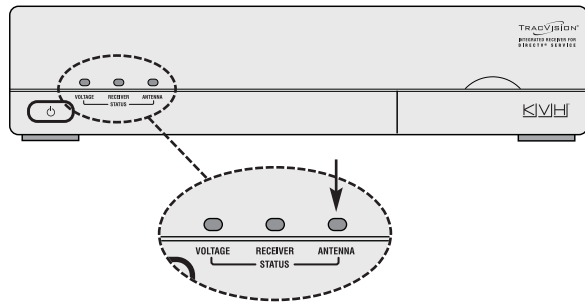 TRACVISION®
INTEGRATED RECEIVER FOR
DIRECTV® SERVICE
VOLTAGE RECEIVER ANTENNA
STATUS
KVH
VOLTAGE RECEIVER ANTENNA
STATUS